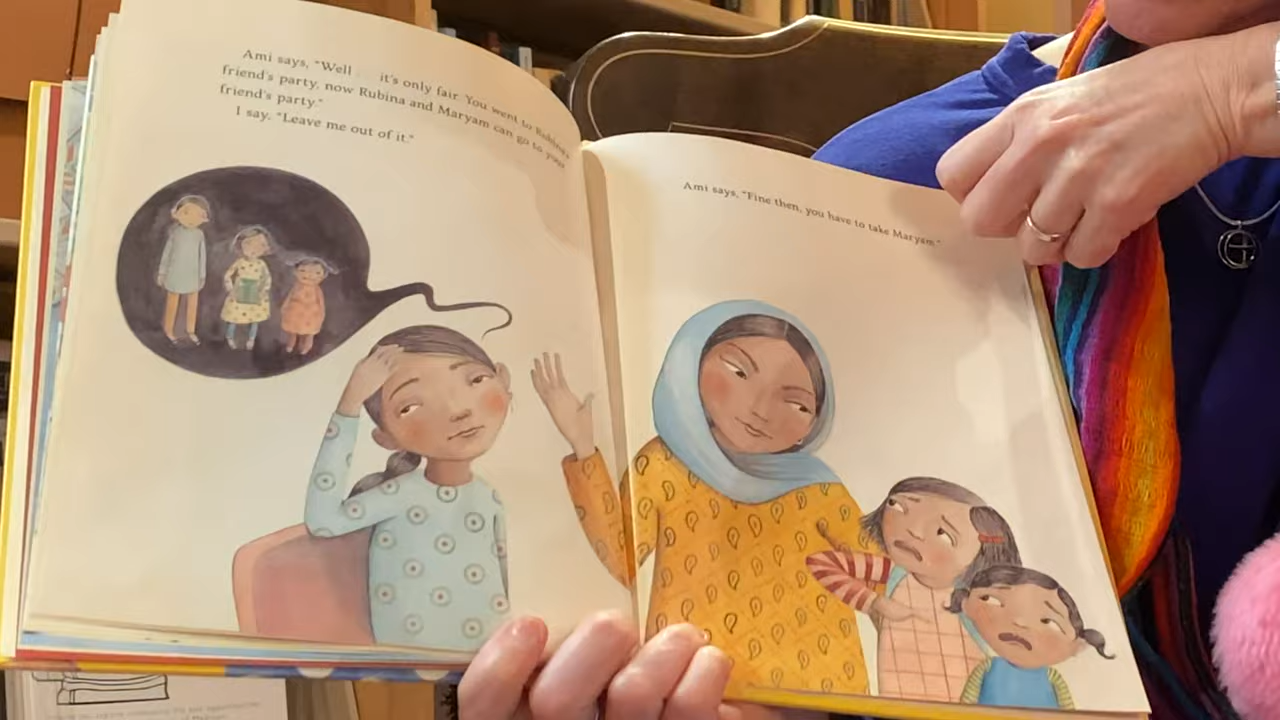 Ami says, "Well it's only fair. You went to Rubina's
friend's party, now Rubina and Maryam can go to your
friend's party."
I say, "Leave me out of it."
Ami says, "Fine then, you have to take Maryam."